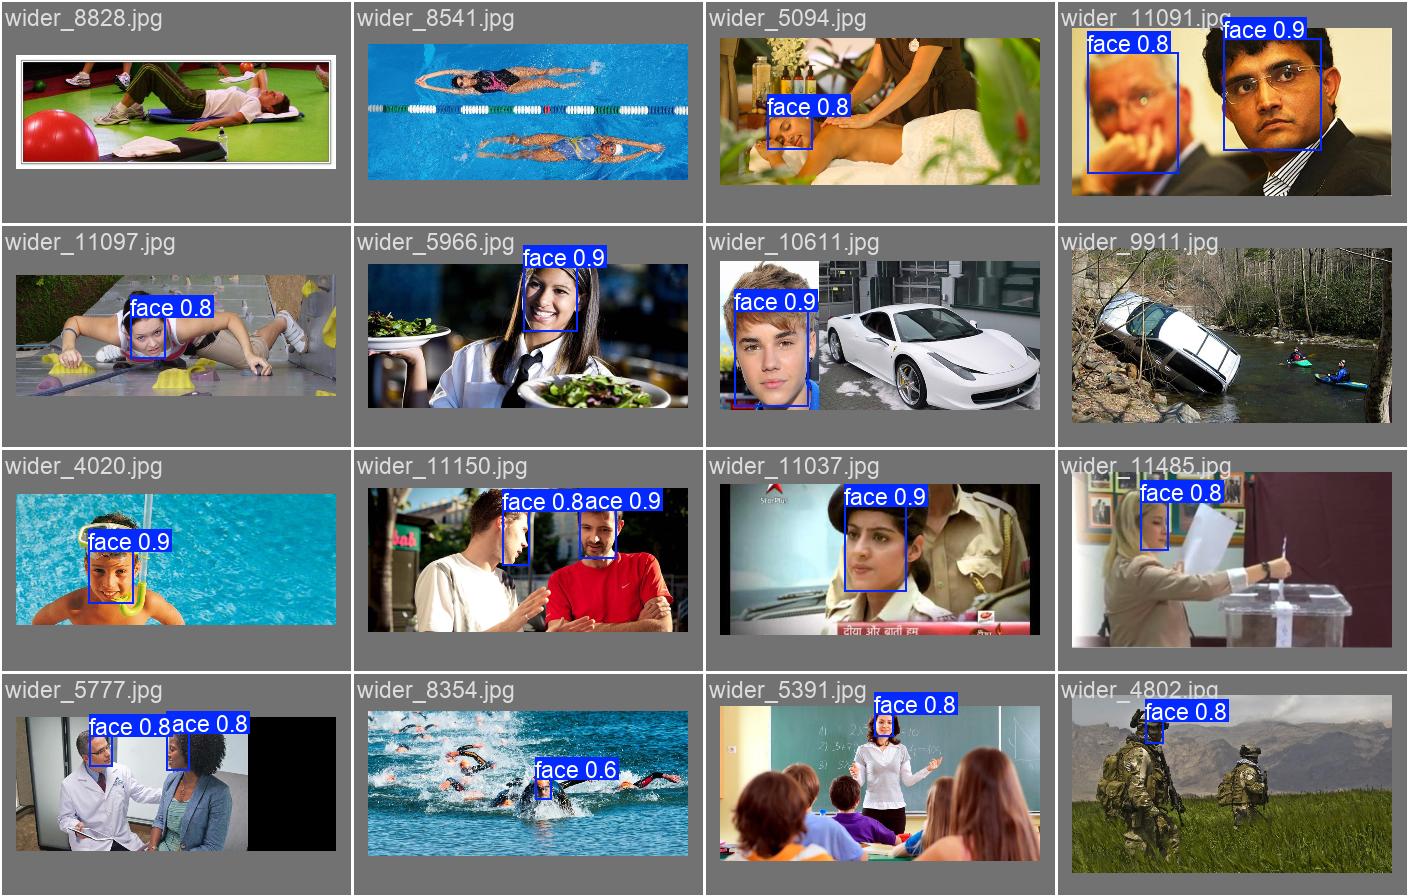 wider_8828.jpg
wider_8541.jpg
wider_5094.jpg
wider_11091.jpg
face 0.8
face 0.8
face 0.9
wider_11097.jpg
wider_5966.jpg
wider_10611.jpg
wider_9911.jpg
face 0.8
face 0.9
face 0.9
wider_4020.jpg
wider_11150.jpg
wider_11037.jpg
wider_11485.jpg
face 0.9
face 0.8
ace 0.9
StarPlus
face 0.9
दीया और बाती हम
face 0.8
wider_5777.jpg
wider_8354.jpg
wider_5391.jpg
wider_4802.jpg
face 0.8
ace 0.8
face 0.6
face 0.8
face 0.8